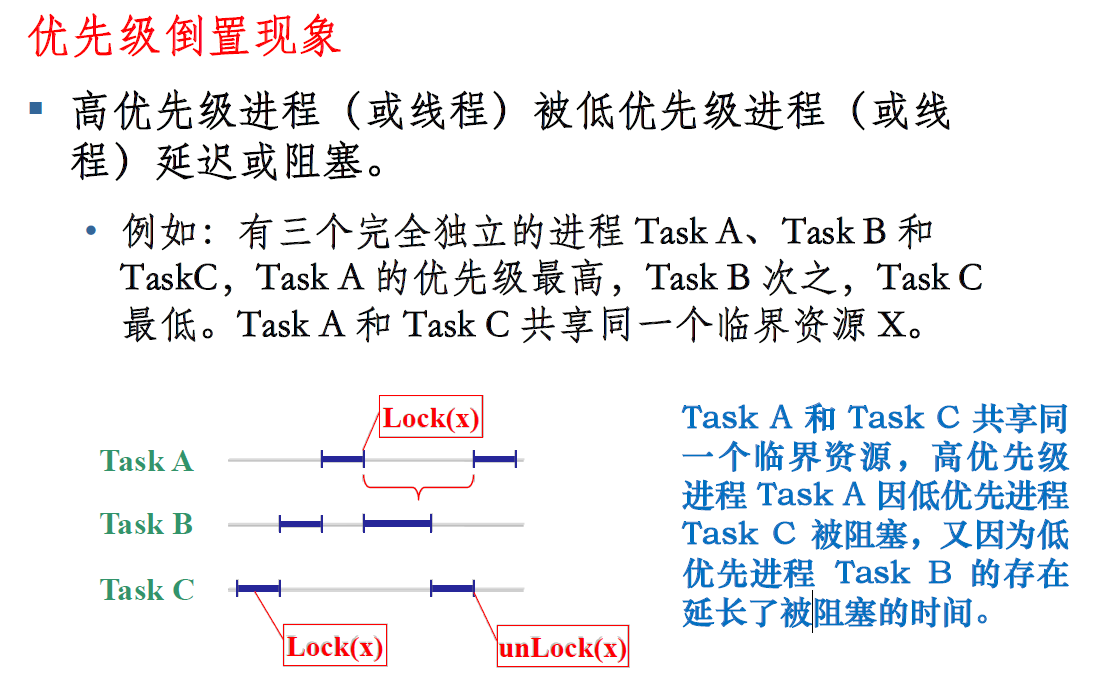 优先级倒置现象
高优先级进程（或线程）被低优先级进程（或线
程）延迟或阻塞。
例如：有三个完全独立的进程 Task A、Task B 和
TaskC，Task A 的优先级最高，Task B 次之，Task C
最低。Task A 和 Task C 共享同一个临界资源 X。
Lock(x)
Task A
Task B
Task C
Lock(x)
unLock(x)
Task A 和 Task C 共享同
一个临界资源，高优先级
进程 Task A 因低优先进程
Task C 被阻塞，又因为低
优先进程 Task B 的存在
延长了被阻塞的时间。